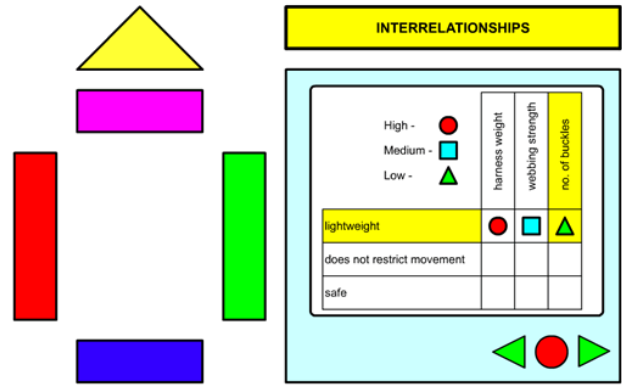 INTERRELATIONSHIPS
High -
Medium -
Low -
harness weight
webbing strength
no. of buckles
lightweight
does not restrict movement
safe